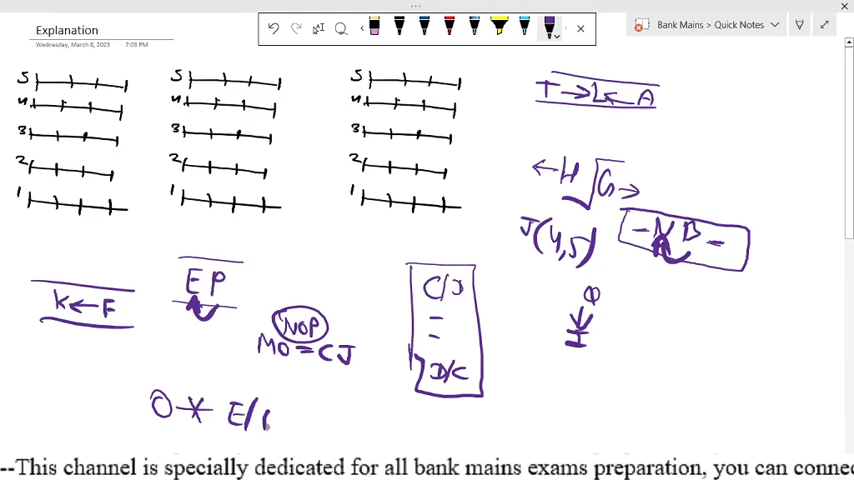 Bank Mains > Quick Notes
Explanation
Wednesday, March 8, 2023 7:03 PM
5
4
3
2
1
5
4
3
2
1
5
4
3
2
1
T→L←A
←H G→
J(4,5)
- N B -
K←F
E P
NOP
MO = CJ
C/D
=
-
D/C
O * E/
--This channel is specially dedicated for all bank mains exams preparation, you can connec